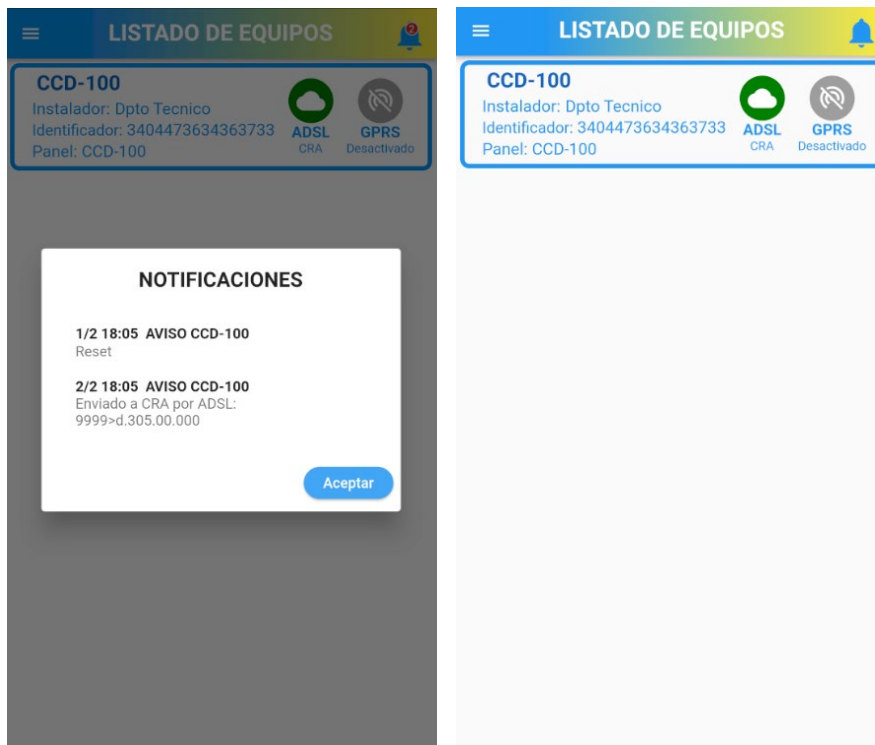 LISTADO DE EQUIPOS
2
CCD-100
Instalador: Dpto Tecnico
Identificador: 3404473634363733
Panel: CCD-100
ADSL
CRA
GPRS
Desactivado
NOTIFICACIONES
1/2 18:05 AVISO CCD-100
Reset
2/2 18:05 AVISO CCD-100
Enviado a CRA por ADSL:
9999>d.305.00.000
Aceptar
LISTADO DE EQUIPOS
CCD-100
Instalador: Dpto Tecnico
Identificador: 3404473634363733
Panel: CCD-100
ADSL
CRA
GPRS
Desactivado